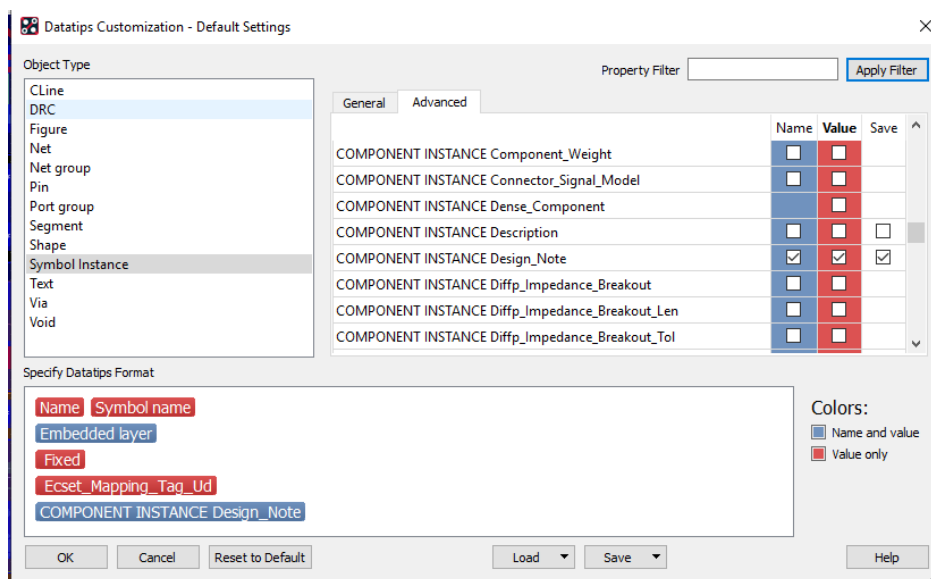 Datatips Customization - Default Settings
Object Type
Property Filter
Apply Filter
CLine
DRC
Figure
Net
Net group
Pin
Port group
Segment
Shape
Symbol Instance
Text
Via
Void
General Advanced
Name Value Save
COMPONENT INSTANCE Component_Weight
COMPONENT INSTANCE Connector_Signal_Model
COMPONENT INSTANCE Dense_Component
COMPONENT INSTANCE Description
COMPONENT INSTANCE Design_Note
COMPONENT INSTANCE Diffp_Impedance_Breakout
COMPONENT INSTANCE Diffp_Impedance_Breakout_Len
COMPONENT INSTANCE Diffp_Impedance_Breakout_Tol
Specify Datatips Format
Name Symbol name
Embedded layer
Fixed
Ecset_Mapping_Tag_Ud
COMPONENT INSTANCE Design_Note
Colors:
Name and value
Value only
OK Cancel Reset to Default Load Save Help